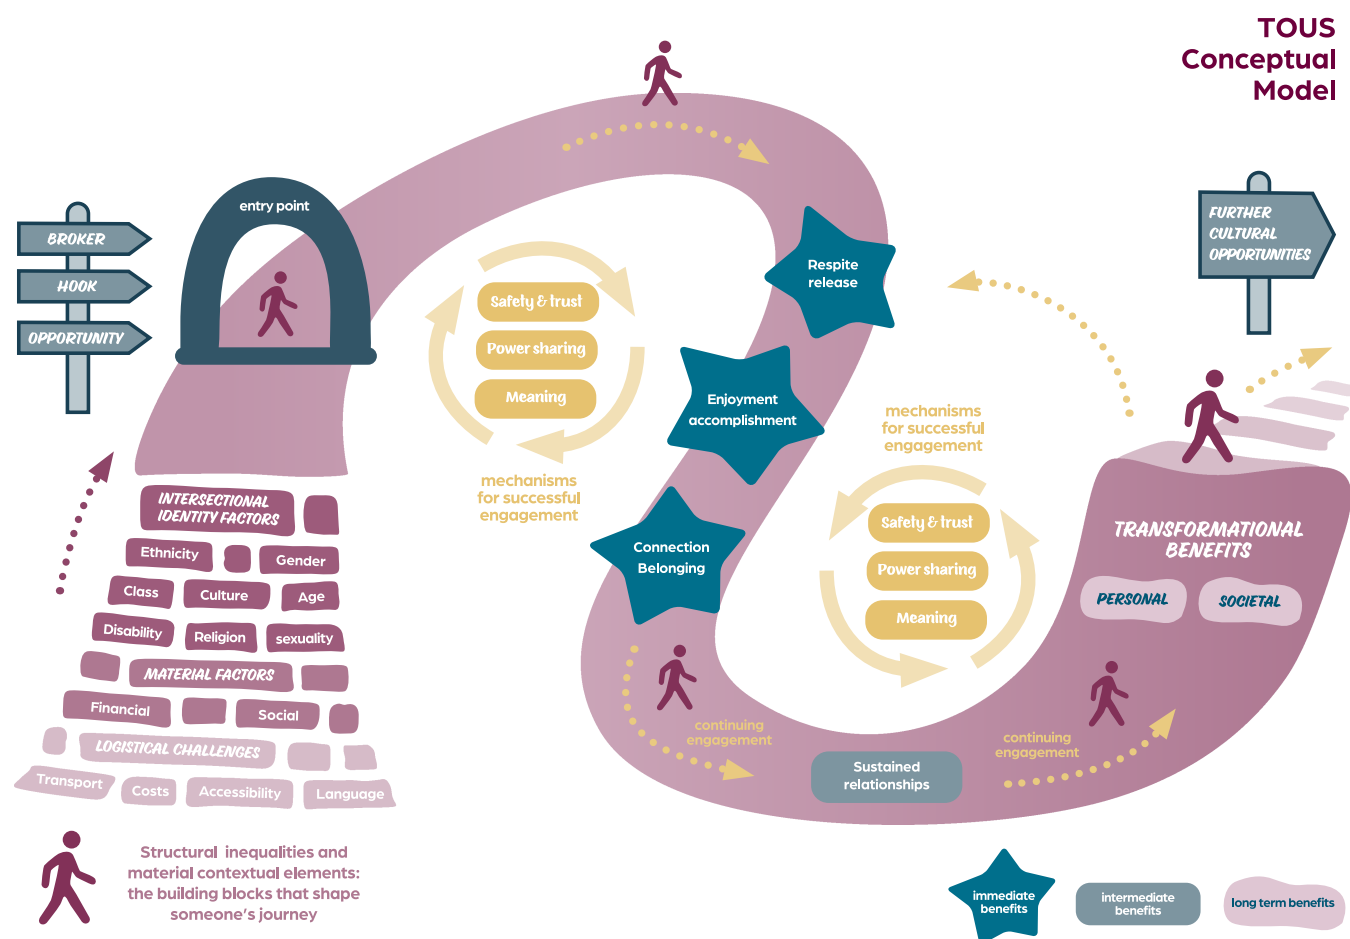 TOUS
Conceptual
Model
entry point
BROKER
HOOK
OPPORTUNITY
FURTHER
CULTURAL
OPPORTUNITIES
Respite
release
Safety & trust
Power sharing
Meaning
mechanisms
for successful
engagement
Enjoyment
accomplishment
Connection
Belonging
mechanisms
for successful
engagement
Safety & trust
Power sharing
Meaning
INTERSECTIONAL
IDENTITY FACTORS
Ethnicity
Gender
Class
Culture
Age
Disability
Religion
sexuality
MATERIAL FACTORS
Financial
Social
LOGISTICAL CHALLENGES
Transport
Costs
Accessibility
Language
TRANSFORMATIONAL
BENEFITS
PERSONAL
SOCIETAL
continuing
engagement
Sustained
relationships
continuing
engagement
Structural inequalities and
material contextual elements:
the building blocks that shape
someone's journey
immediate
benefits
intermediate
benefits
long term benefits